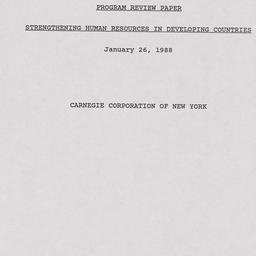 PROGRAM REVIEW PAPER
STRENGTHENING HUMAN RESOURCES IN DEVELOPING COUNTRIES
January 26, 1988
CARNEGIE CORPORATION OF NEW YORK